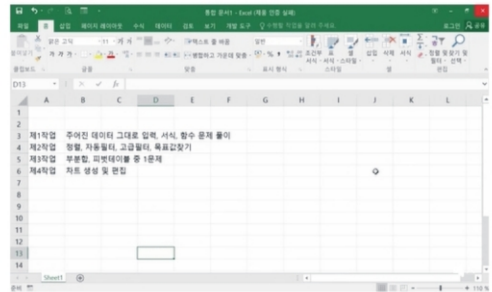 통합 문서1 - Excel (제품 인증 실패)
파일 홈 삽입 페이지 레이아웃 수식 데이터 검토 보기 개발 도구 로그인 공유
맑은 고딕 11 텍스트 줄 바꿈 일반
병합하고 가운데 맞춤 조건부 서식 표 서식 셀 스타일 삽입 삭제 서식 정렬 및 필터 찾기 및 선택
클립보드 글꼴 맞춤 표시 형식 스타일 셀 편집
D13 fx
A B C D E F G H I J K L
1
2
3 제1작업 주어진 데이터 그대로 입력, 서식, 함수 문제 풀이
4 제2작업 정렬, 자동필터, 고급필터, 목표값찾기
5 제3작업 부분합, 피벗테이블 중 1문제
6 제4작업 차트 생성 및 편집
7
8
9
10
11
12
13
14
Sheet1
준비 110 %